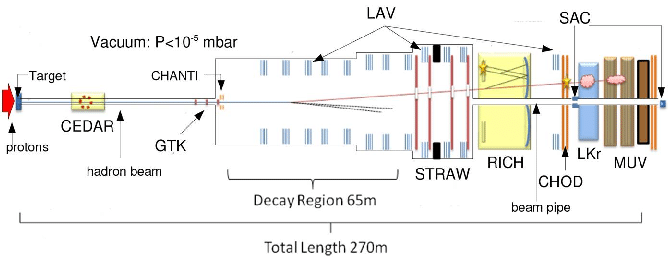 LAV
SAC
Vacuum: P<10⁻⁵ mbar
Target
CHANTI
CEDAR
GTK
protons
hadron beam
STRAW
RICH
CHOD
LKr
MUV
beam pipe
Decay Region 65m
Total Length 270m